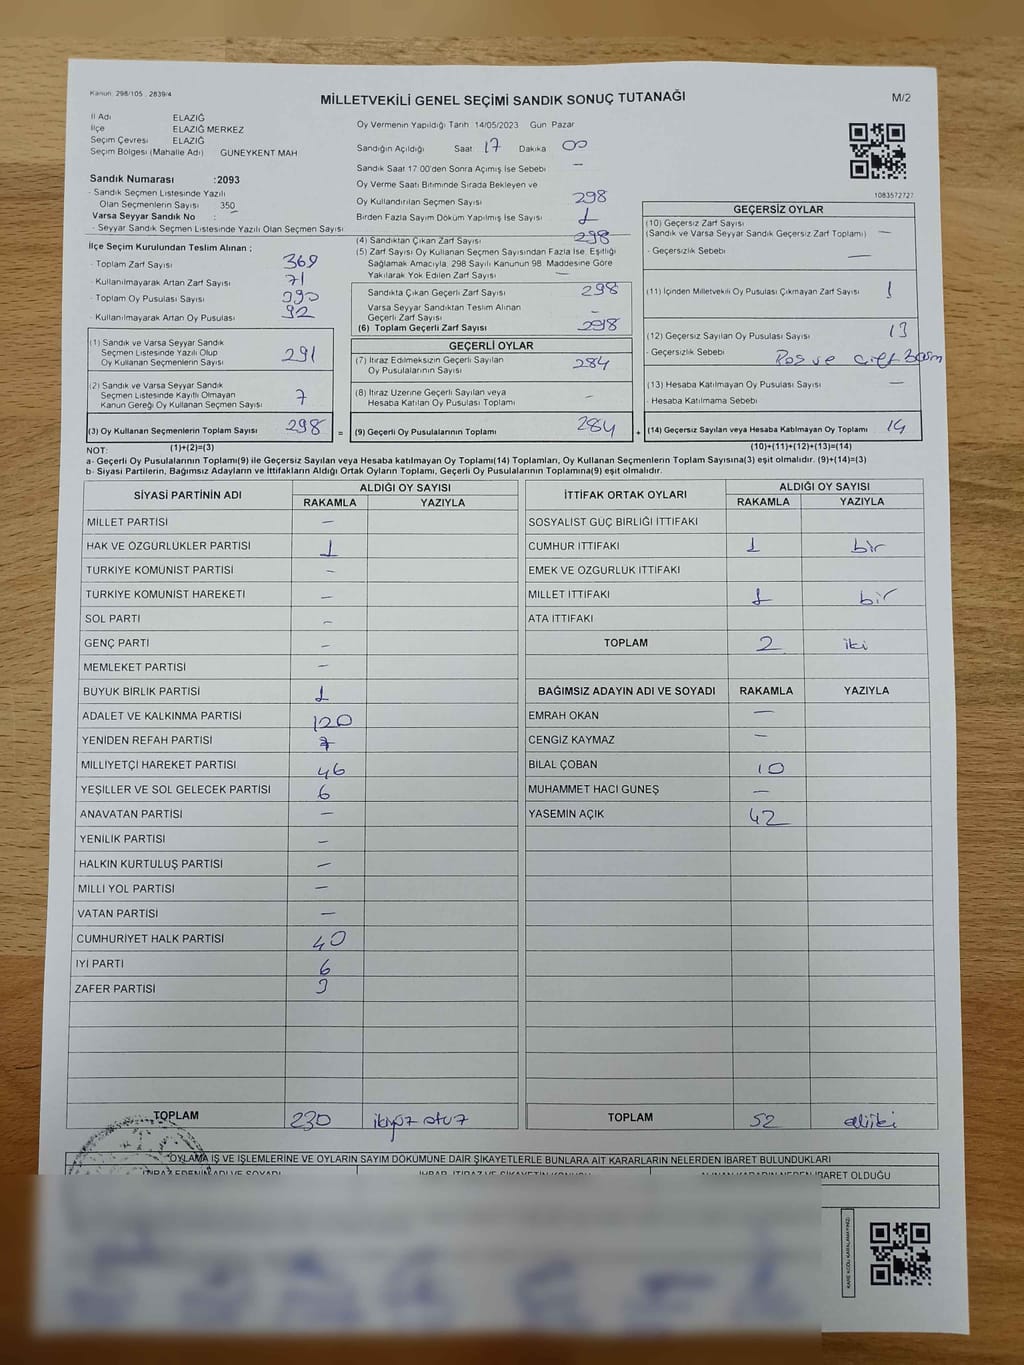 Kanun: 298/105 , 2839/4
MİLLETVEKİLİ GENEL SEÇİMİ SANDIK SONUÇ TUTANAĞI
M/2
İl Adı ELAZIĞ
İlçe ELAZIĞ MERKEZ
Seçim Çevresi ELAZIĞ
Seçim Bölgesi (Mahalle Adı) GÜNEYKENT MAH
Sandık Numarası :2093
- Sandık Seçmen Listesinde Yazılı
Olan Seçmenlerin Sayısı 350
Varsa Seyyar Sandık No :
- Seyyar Sandık Seçmen Listesinde Yazılı Olan Seçmen Sayısı
İlçe Seçim Kurulundan Teslim Alınan ;
- Toplam Zarf Sayısı 369
- Kullanılmayarak Artan Zarf Sayısı 71
- Toplam Oy Pusulası Sayısı 390
- Kullanılmayarak Artan Oy Pusulası 92
(1) Sandık ve Varsa Seyyar Sandık
Seçmen Listesinde Yazılı Olup
Oy Kullanan Seçmenlerin Sayısı 291
(2) Sandık ve Varsa Seyyar Sandık
Seçmen Listesinde Kayıtlı Olmayan
Kanun Gereği Oy Kullanan Seçmen Sayısı 7
(3) Oy Kullanan Seçmenlerin Toplam Sayısı 298
Oy Vermenin Yapıldığı Tarih 14/05/2023 Gün Pazar
Sandığın Açıldığı Saat 17 Dakika 00
Sandık Saat 17 00'den Sonra Açılmış İse Sebebi —
Oy Verme Saati Bitiminde Sırada Bekleyen ve
Oy Kullandırılan Seçmen Sayısı 298
Birden Fazla Sayım Döküm Yapılmış İse Sayısı 1
(4) Sandıktan Çıkan Zarf Sayısı 298
(5) Zarf Sayısı Oy Kullanan Seçmen Sayısından Fazla İse, Eşitliği
Sağlamak Amacıyla, 298 Sayılı Kanunun 98. Maddesine Göre
Yakılarak Yok Edilen Zarf Sayısı —
Sandıkta Çıkan Geçerli Zarf Sayısı 298
Varsa Seyyar Sandıktan Teslim Alınan
Geçerli Zarf Sayısı —
(6) Toplam Geçerli Zarf Sayısı 298
GEÇERLİ OYLAR
(7) İtiraz Edilmeksizin Geçerli Sayılan
Oy Pusulalarının Sayısı 284
(8) İtiraz Üzerine Geçerli Sayılan veya
Hesaba Katılan Oy Pusulası Toplamı -
= (9) Geçerli Oy Pusulalarının Toplamı 284
1083572727
GEÇERSİZ OYLAR
(10) Geçersiz Zarf Sayısı
(Sandık ve Varsa Seyyar Sandık Geçersiz Zarf Toplamı) —
- Geçersizlik Sebebi —
(11) İçinden Milletvekili Oy Pusulası Çıkmayan Zarf Sayısı 1
(12) Geçersiz Sayılan Oy Pusulası Sayısı 13
- Geçersizlik Sebebi Boş ve Çift Basım
(13) Hesaba Katılmayan Oy Pusulası Sayısı —
- Hesaba Katılmama Sebebi
+ (14) Geçersiz Sayılan veya Hesaba Katılmayan Oy Toplamı 14
NOT: (1)+(2)=(3) (10)+(11)+(12)+(13)=(14)
a- Geçerli Oy Pusulalarının Toplamı(9) ile Geçersiz Sayılan veya Hesaba katılmayan Oy Toplamı(14) Toplamları, Oy Kullanan Seçmenlerin Toplam Sayısına(3) eşit olmalıdır. (9)+(14)=(3)
b- Siyasi Partilerin, Bağımsız Adayların ve İttifakların Aldığı Ortak Oyların Toplamı, Geçerli Oy Pusulalarının Toplamına(9) eşit olmalıdır.
SİYASİ PARTİNİN ADI ALDIĞI OY SAYISI
RAKAMLA YAZIYLA
MİLLET PARTİSİ —
HAK VE ÖZGÜRLÜKLER PARTİSİ 1
TÜRKİYE KOMÜNİST PARTİSİ —
TÜRKİYE KOMÜNİST HAREKETİ —
SOL PARTİ —
GENÇ PARTİ —
MEMLEKET PARTİSİ —
BÜYÜK BİRLİK PARTİSİ 1
ADALET VE KALKINMA PARTİSİ 120
YENİDEN REFAH PARTİSİ 7
MİLLİYETÇİ HAREKET PARTİSİ 46
YEŞİLLER VE SOL GELECEK PARTİSİ 6
ANAVATAN PARTİSİ —
YENİLİK PARTİSİ —
HALKIN KURTULUŞ PARTİSİ —
MİLLİ YOL PARTİSİ —
VATAN PARTİSİ —
CUMHURİYET HALK PARTİSİ 40
İYİ PARTİ 6
ZAFER PARTİSİ 3
TOPLAM 230 ikiyüz otuz
İTTİFAK ORTAK OYLARI ALDIĞI OY SAYISI
RAKAMLA YAZIYLA
SOSYALİST GÜÇ BİRLİĞİ İTTİFAKI
CUMHUR İTTİFAKI 1 bir
EMEK VE ÖZGÜRLÜK İTTİFAKI
MİLLET İTTİFAKI 1 bir
ATA İTTİFAKI
TOPLAM 2 iki
BAĞIMSIZ ADAYIN ADI VE SOYADI RAKAMLA YAZIYLA
EMRAH OKAN —
CENGİZ KAYMAZ —
BİLAL ÇOBAN 10
MUHAMMET HACI GÜNEŞ —
YASEMİN AÇIK 42
TOPLAM 52 elliiki
OYLAMA İŞ VE İŞLEMLERİNE VE OYLARIN SAYIM DÖKÜMÜNE DAİR ŞİKAYETLERLE BUNLARA AİT KARARLARIN NELERDEN İBARET BULUNDUKLARI
İTİRAZ EDENİN ADI VE SOYADI İHBAR, İTİRAZ VE ŞİKAYETİN KONUSU ALINAN KARARIN NEDEN İBARET OLDUĞU
KARE KODU KARALAMAYINIZ!